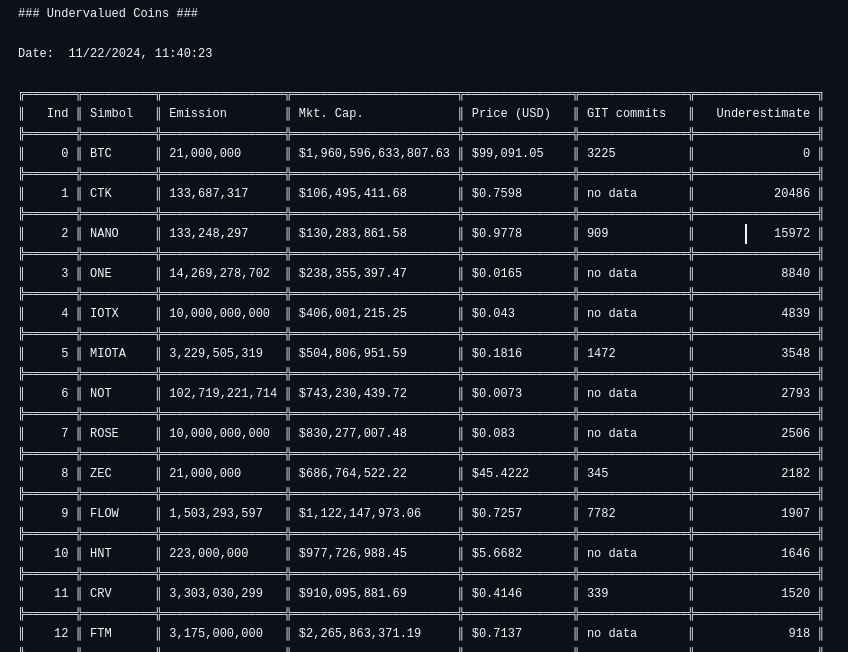 ### Undervalued Coins ###
Date:  11/22/2024, 11:40:23
Ind Simbol Emission Mkt. Cap. Price (USD) GIT commits Underestimate
0 BTC 21,000,000 $1,960,596,633,807.63 $99,091.05 3225 0
1 CTK 133,687,317 $106,495,411.68 $0.7598 no data 20486
2 NANO 133,248,297 $130,283,861.58 $0.9778 909 15972
3 ONE 14,269,278,702 $238,355,397.47 $0.0165 no data 8840
4 IOTX 10,000,000,000 $406,001,215.25 $0.043 no data 4839
5 MIOTA 3,229,505,319 $504,806,951.59 $0.1816 1472 3548
6 NOT 102,719,221,714 $743,230,439.72 $0.0073 no data 2793
7 ROSE 10,000,000,000 $830,277,007.48 $0.083 no data 2506
8 ZEC 21,000,000 $686,764,522.22 $45.4222 345 2182
9 FLOW 1,503,293,597 $1,122,147,973.06 $0.7257 7782 1907
10 HNT 223,000,000 $977,726,988.45 $5.6682 no data 1646
11 CRV 3,303,030,299 $910,095,881.69 $0.4146 339 1520
12 FTM 3,175,000,000 $2,265,863,371.19 $0.7137 no data 918